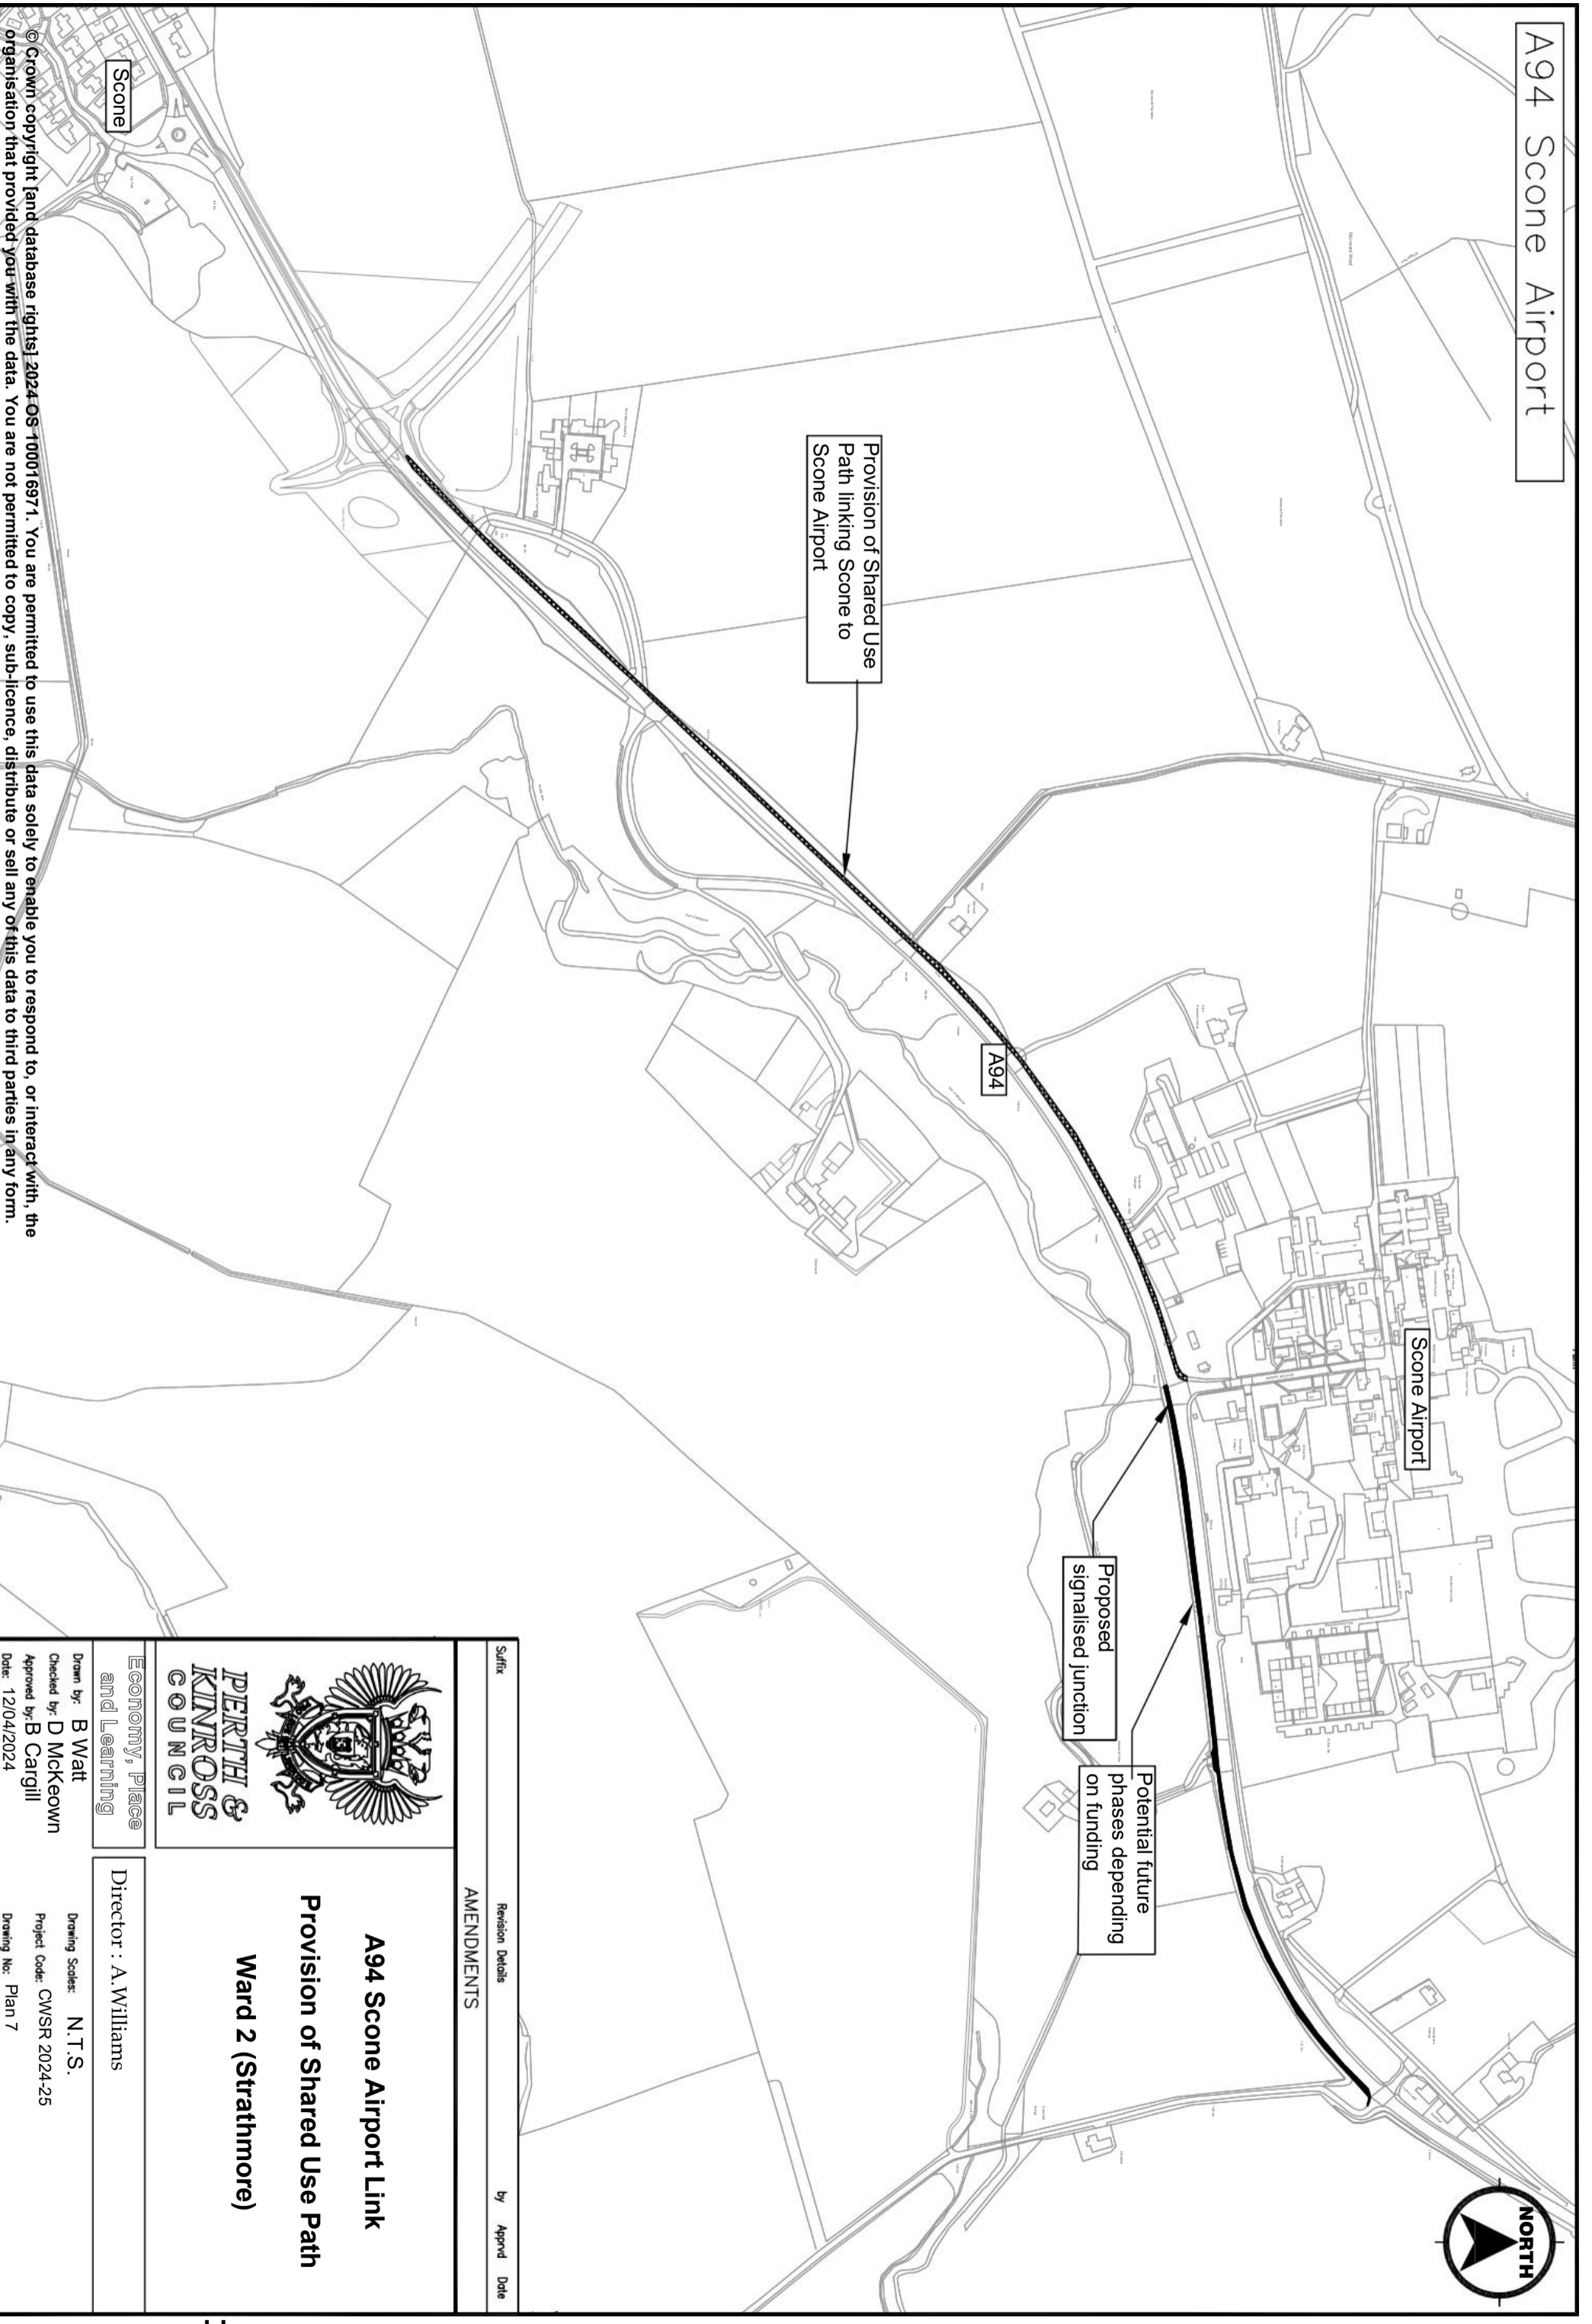 A94 Scone Airport
Scone
Provision of Shared Use
Path linking Scone to
Scone Airport
A94
Scone Airport
Proposed
signalised junction
Potential future
phases depending
on funding
NORTH
Suffix Revision Details by Apprvd Date
AMENDMENTS
PERTH &
KINROSS
COUNCIL
A94 Scone Airport Link
Provision of Shared Use Path
Ward 2 (Strathmore)
Economy, Place
and Learning
Director : A.Williams
Drawn by: B Watt
Checked by: D McKeown
Approved by: B Cargill
Date: 12/04/2024
Drawing Scales: N.T.S.
Project Code: CWSR 2024-25
Drawing No: Plan 7
© Crown copyright [and database rights] 2024 OS 100016971. You are permitted to use this data solely to enable you to respond to, or interact with, the
organisation that provided you with the data. You are not permitted to copy, sub-licence, distribute or sell any of this data to third parties in any form.